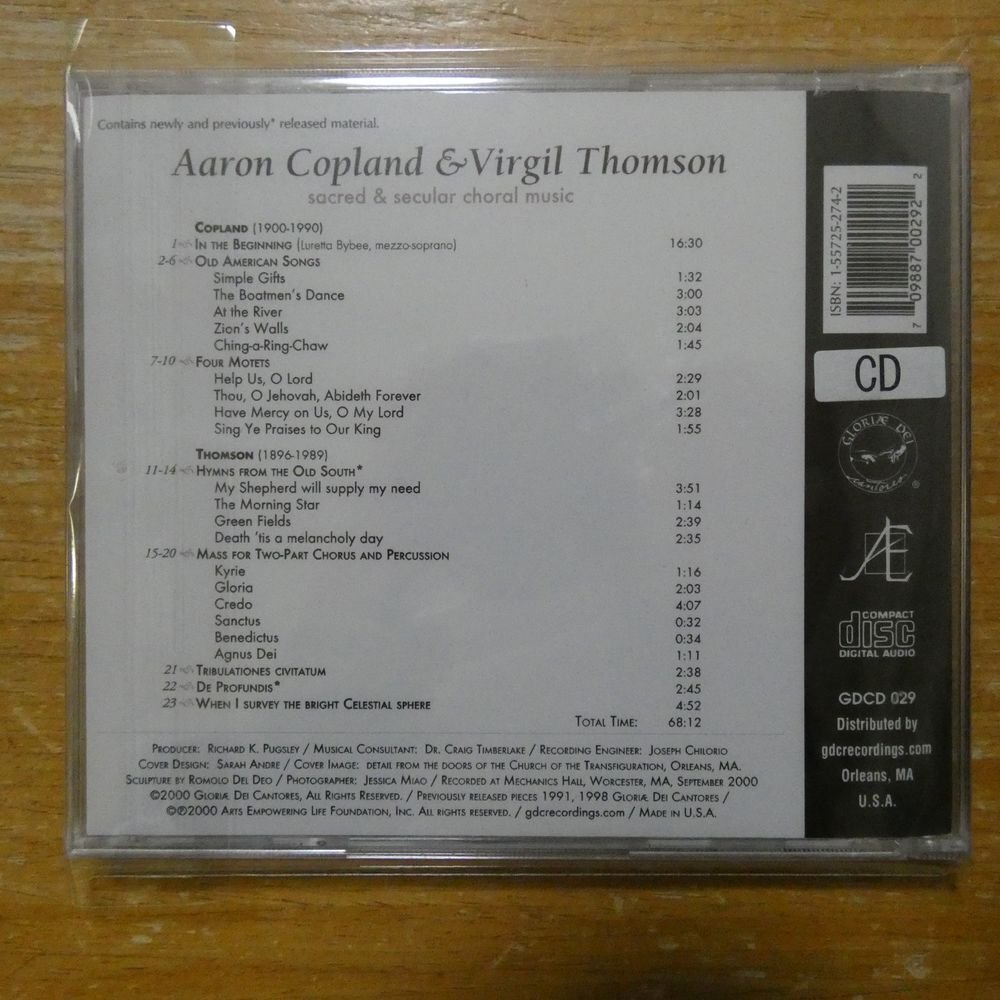 Contains newly and previously* released material.
Aaron Copland & Virgil Thomson
sacred & secular choral music
COPLAND (1900-1990)
1 IN THE BEGINNING (Luretta Bybee, mezzo-soprano) 16:30
2-6 OLD AMERICAN SONGS
Simple Gifts 1:32
The Boatmen's Dance 3:00
At the River 3:03
Zion's Walls 2:04
Ching-a-Ring-Chaw 1:45
7-10 FOUR MOTETS
Help Us, O Lord 2:29
Thou, O Jehovah, Abideth Forever 2:01
Have Mercy on Us, O My Lord 3:28
Sing Ye Praises to Our King 1:55
THOMSON (1896-1989)
11-14 HYMNS FROM THE OLD SOUTH*
My Shepherd will supply my need 3:51
The Morning Star 1:14
Green Fields 2:39
Death 'tis a melancholy day 2:35
15-20 MASS FOR TWO-PART CHORUS AND PERCUSSION
Kyrie 1:16
Gloria 2:03
Credo 4:07
Sanctus 0:32
Benedictus 0:34
Agnus Dei 1:11
21 TRIBULATIONES CIVITATUM 2:38
22 DE PROFUNDIS* 2:45
23 WHEN I SURVEY THE BRIGHT CELESTIAL SPHERE 4:52
TOTAL TIME: 68:12
PRODUCER: RICHARD K. PUGSLEY / MUSICAL CONSULTANT: DR. CRAIG TIMBERLAKE / RECORDING ENGINEER: JOSEPH CHILORIO
COVER DESIGN: SARAH ANDRE / COVER IMAGE: DETAIL FROM THE DOORS OF THE CHURCH OF THE TRANSFIGURATION, ORLEANS, MA.
SCULPTURE BY ROMOLO DEL DEO / PHOTOGRAPHER: JESSICA MIAO / RECORDED AT MECHANICS HALL, WORCESTER, MA, SEPTEMBER 2000
©2000 GLORIÆ DEI CANTORES, ALL RIGHTS RESERVED. / PREVIOUSLY RELEASED PIECES 1991, 1998 GLORIÆ DEI CANTORES /
©℗2000 ARTS EMPOWERING LIFE FOUNDATION, INC. ALL RIGHTS RESERVED. / gdcrecordings.com / MADE IN U.S.A.
ISBN: 1-55725-274-2
7 09887 00292 2
CD
GLORIÆ DEI
cantores ®
Æ
COMPACT
disc
DIGITAL AUDIO
GDCD 029
Distributed by
gdcrecordings.com
Orleans, MA
U.S.A.